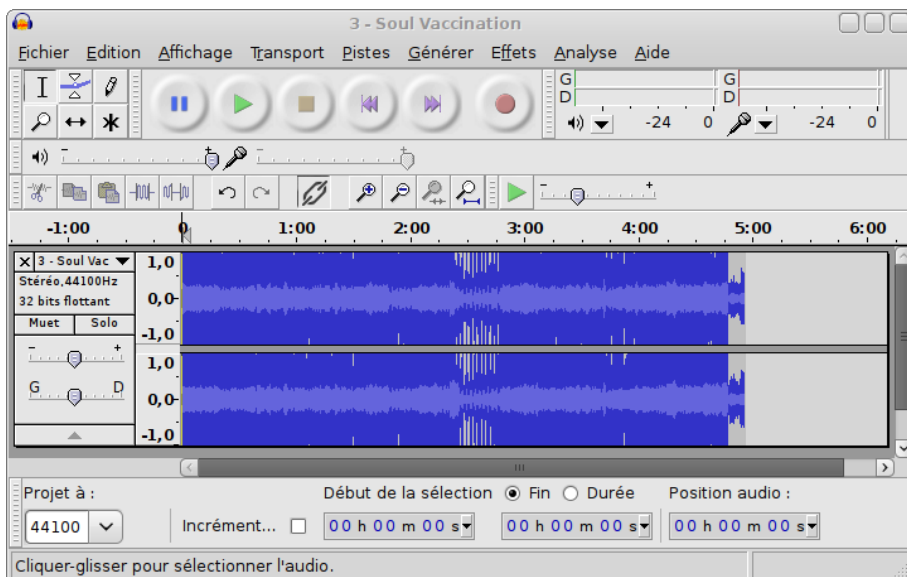 3 - Soul Vaccination
Fichier Edition Affichage Transport Pistes Générer Effets Analyse Aide
G
D
-24 0
G
D
-24 0
- +
-1:00 0 1:00 2:00 3:00 4:00 5:00 6:00
X 3 - Soul Vac
Stéréo,44100Hz
32 bits flottant
Muet Solo
- +
G D
1,0
0,0
-1,0
1,0
0,0
-1,0
Projet à :
44100
Incrément...
Début de la sélection Fin Durée
00 h 00 m 00 s 00 h 00 m 00 s
Position audio :
00 h 00 m 00 s
Cliquer-glisser pour sélectionner l'audio.